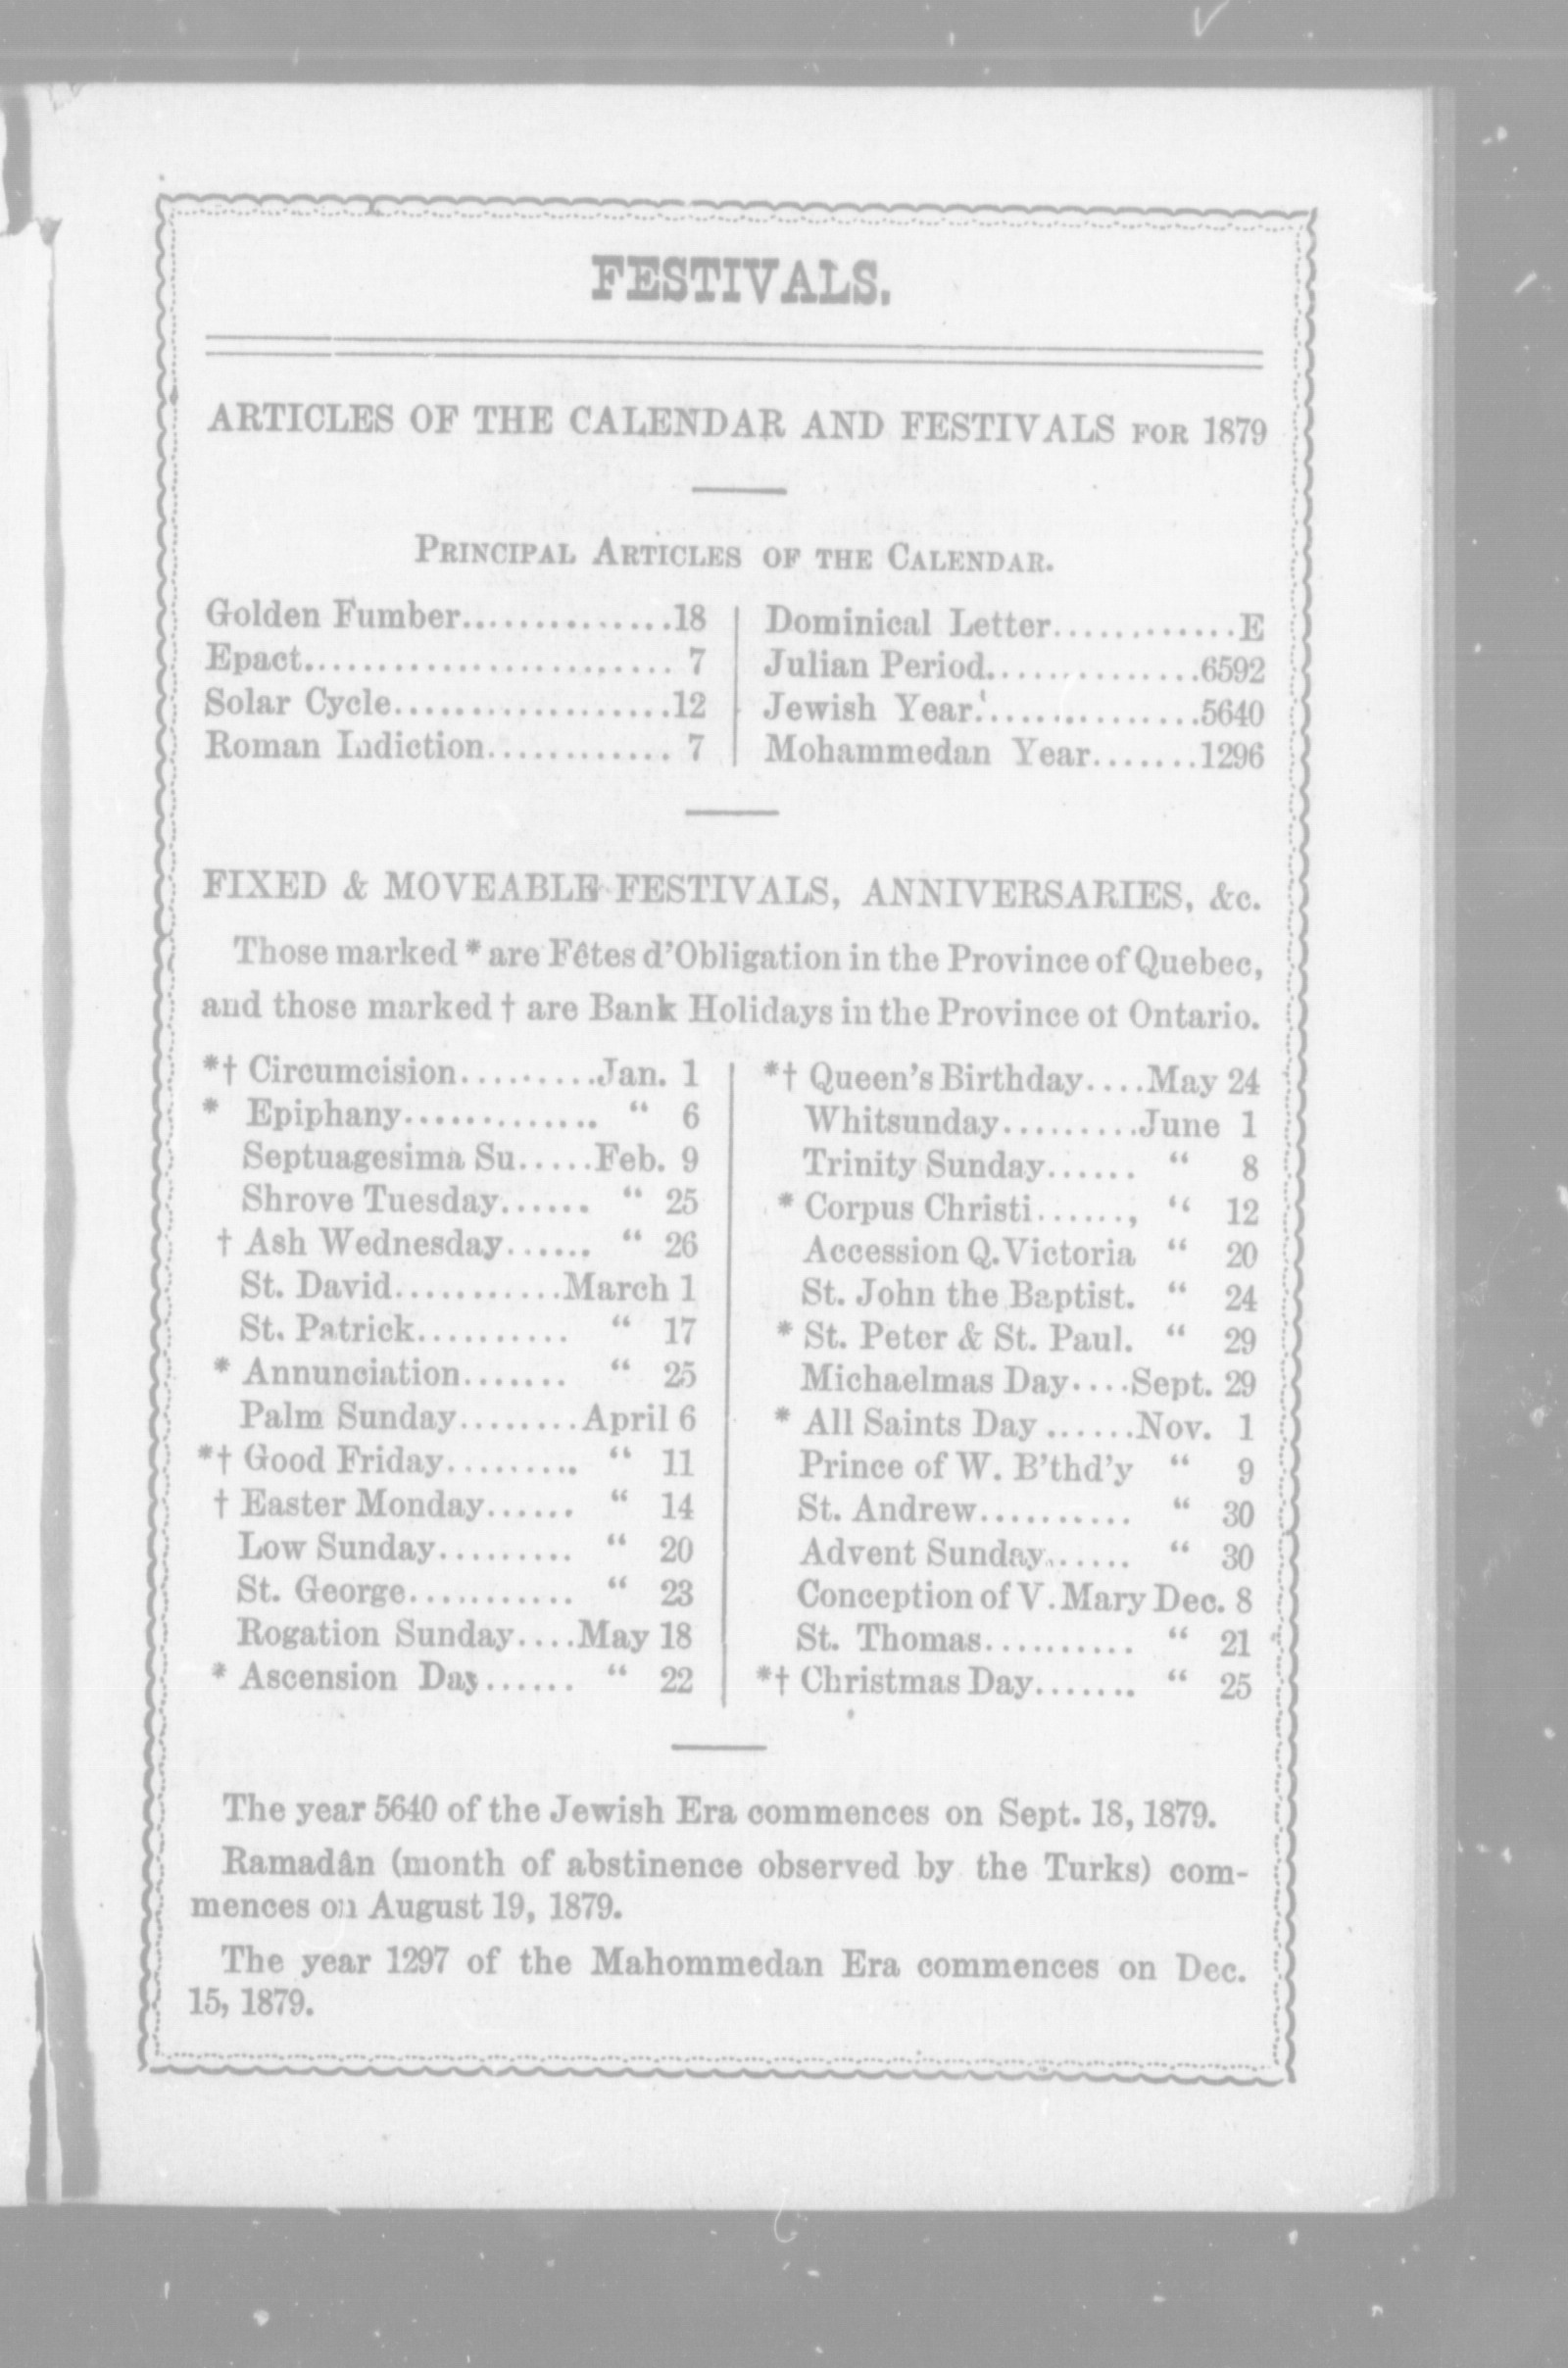 FESTIVALS.
ARTICLES OF THE CALENDAR AND FESTIVALS FOR 1879
PRINCIPAL ARTICLES OF THE CALENDAR.
Golden Fumber...............18
Epact......................... 7
Solar Cycle...................12
Roman Indiction............. 7
Dominical Letter.............E
Julian Period...............6592
Jewish Year................5640
Mohammedan Year.......1296
FIXED & MOVEABLE FESTIVALS, ANNIVERSARIES, &c.
Those marked * are Fêtes d'Obligation in the Province of Quebec,
and those marked † are Bank Holidays in the Province of Ontario.
*† Circumcision.........Jan. 1
* Epiphany.............. “ 6
Septuagesima Su.....Feb. 9
Shrove Tuesday...... “ 25
† Ash Wednesday...... “ 26
St. David............March 1
St. Patrick.......... “ 17
* Annunciation....... “ 25
Palm Sunday........April 6
*† Good Friday......... “ 11
† Easter Monday...... “ 14
Low Sunday......... “ 20
St. George........... “ 23
Rogation Sunday....May 18
* Ascension Day...... “ 22
*† Queen's Birthday....May 24
Whitsunday.........June 1
Trinity Sunday...... “ 8
* Corpus Christi......, “ 12
Accession Q. Victoria “ 20
St. John the Baptist. “ 24
* St. Peter & St. Paul. “ 29
Michaelmas Day....Sept. 29
* All Saints Day ......Nov. 1
Prince of W. B'thd'y “ 9
St. Andrew.......... “ 30
Advent Sunday...... “ 30
Conception of V. Mary Dec. 8
St. Thomas.......... “ 21
*† Christmas Day....... “ 25
The year 5640 of the Jewish Era commences on Sept. 18, 1879.
Ramadân (month of abstinence observed by the Turks) com-
mences on August 19, 1879.
The year 1297 of the Mahommedan Era commences on Dec.
15, 1879.